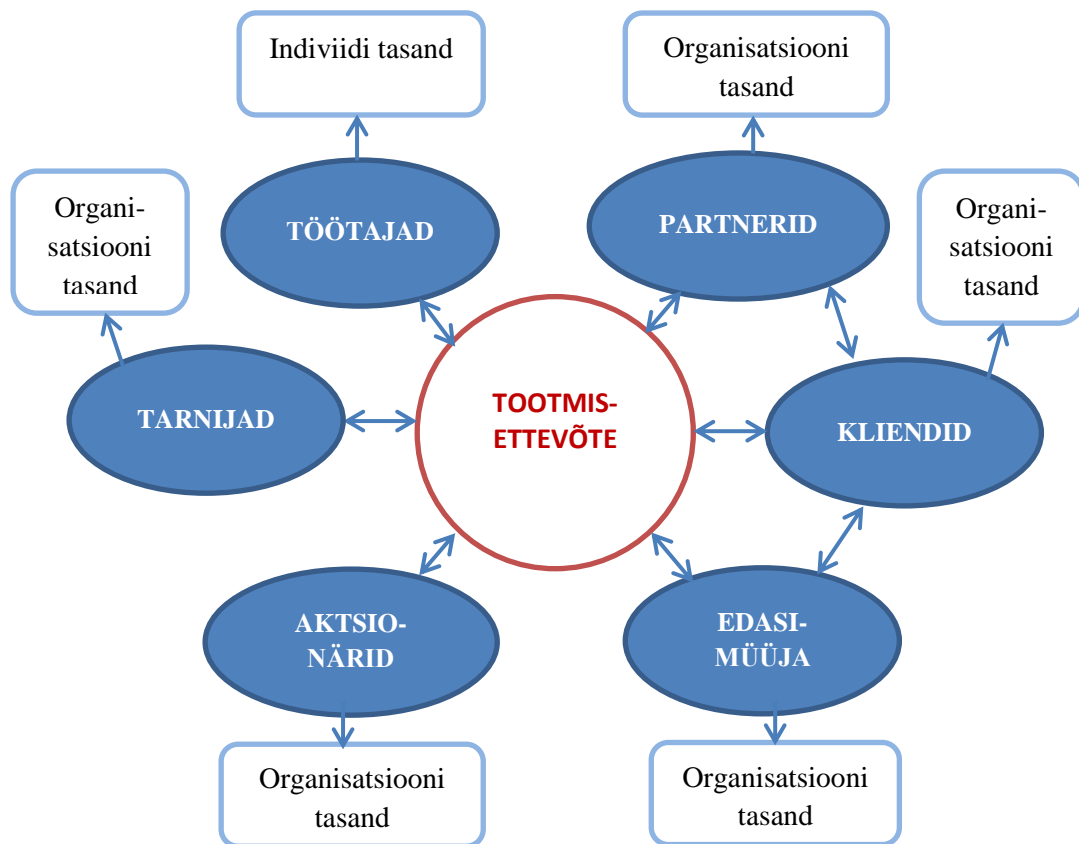 Indiviidi tasand
Organisatsiooni
tasand
Organi-
satsiooni
tasand
TÖÖTAJAD
PARTNERID
Organi-
satsiooni
tasand
TARNIJAD
TOOTMIS-
ETTEVÕTE
KLIENDID
AKTSIO-
NÄRID
EDASI-
MÜÜJA
Organisatsiooni
tasand
Organisatsiooni
tasand